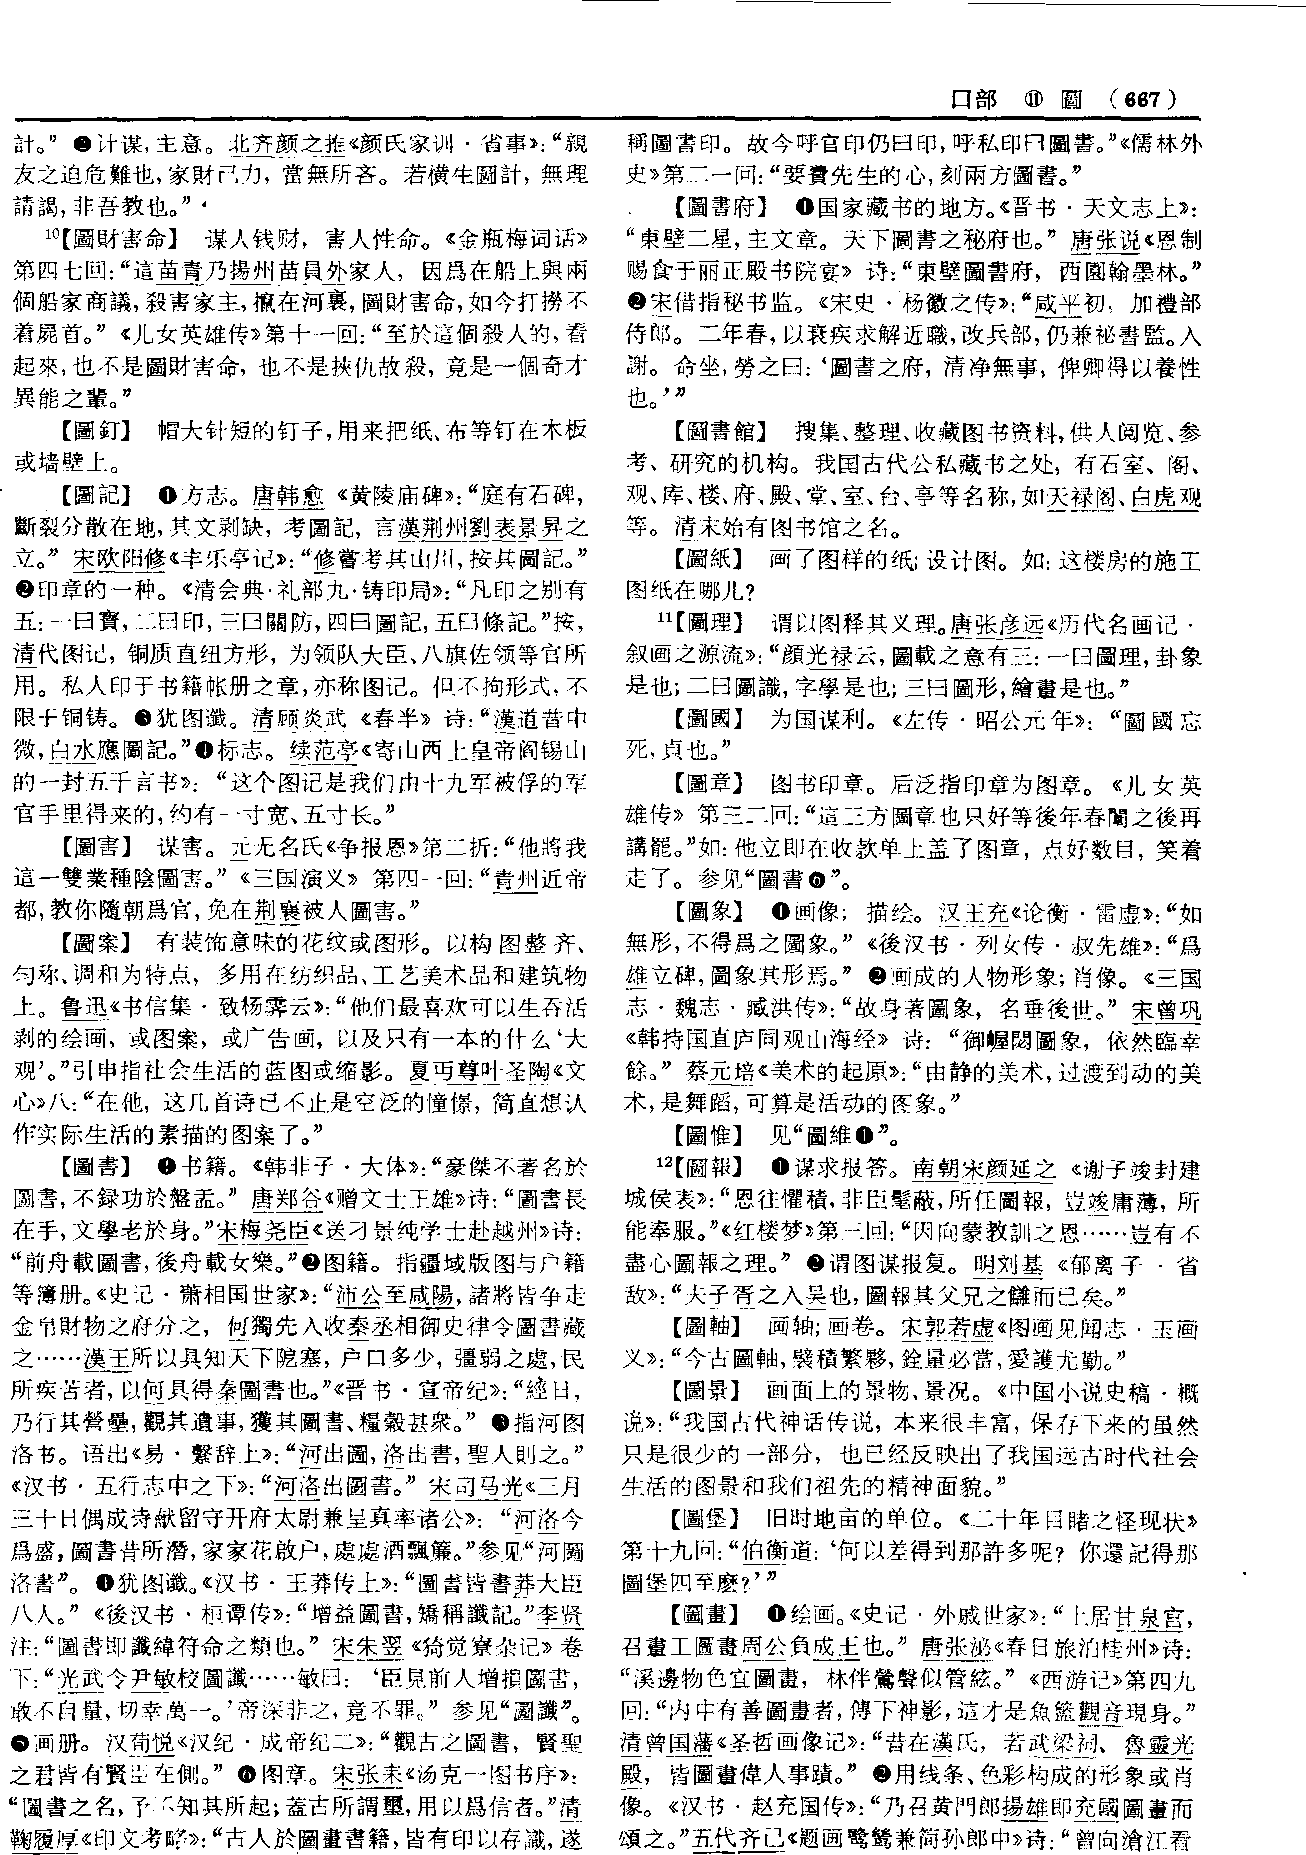 口部 ⑪ 圖 （667）
計。” ❷计谋,主意。北齐颜之推《颜氏家训·省事》:“親
友之迫危難也,家財己力,當無所吝。若横生圖計,無理
請謁,非吾教也。”
¹⁰【圖財害命】 谋人钱财，害人性命。《金瓶梅词话》
第四七回:“這苗青乃揚州苗員外家人，因爲在船上與兩
個船家商議,殺害家主,攛在河裏,圖財害命,如今打撈不
着屍首。”《儿女英雄传》第十一回:“至於這個殺人的,看
起來,也不是圖財害命，也不是挾仇故殺，竟是一個奇才
異能之輩。”
【圖釘】 帽大针短的钉子,用来把纸、布等钉在木板
或墙壁上。
【圖記】 ❶方志。唐韩愈《黄陵庙碑》:“庭有石碑，
斷裂分散在地,其文剥缺，考圖記，言漢荆州劉表景昇之
立。” 宋欧阳修《丰乐亭记》:“修嘗考其山川,按其圖記。”
❷印章的一种。《清会典·礼部九·铸印局》:“凡印之别有
五:一曰寶,二曰印,三曰關防,四曰圖記,五曰條記。”按，
清代图记，铜质直纽方形，为领队大臣、八旗佐领等官所
用。私人印于书籍帐册之章,亦称图记。但不拘形式,不
限于铜铸。❸犹图谶。清顾炎武《春半》诗:“漢道昔中
微,白水應圖記。”❹标志。续范亭《寄山西土皇帝阎锡山
的一封五千言书》：“这个图记是我们由十九军被俘的军
官手里得来的,约有一寸宽、五寸长。”
【圖害】 谋害。元无名氏《争报恩》第二折:“他將我
這一雙業種陰圖害。”《三国演义》第四一回:“青州近帝
都,教你隨朝爲官,免在荆襄被人圖害。”
【圖案】 有装饰意味的花纹或图形。以构图整齐、
匀称、调和为特点，多用在纺织品、工艺美术品和建筑物
上。鲁迅《书信集·致杨霁云》:“他们最喜欢可以生吞活
剥的绘画，或图案，或广告画，以及只有一本的什么‘大
观’。”引申指社会生活的蓝图或缩影。夏丏尊叶圣陶《文
心》八:“在他，这几首诗已不止是空泛的憧憬，简直想认
作实际生活的素描的图案了。”
【圖書】 ❶书籍。《韩非子·大体》:“豪傑不著名於
圖書,不録功於盤盂。” 唐郑谷《赠文士王雄》诗:“圖書長
在手,文學老於身。”宋梅尧臣《送刁景纯学士赴越州》诗:
“前舟載圖書,後舟載女樂。”❷图籍。指疆域版图与户籍
等簿册。《史记·萧相国世家》:“沛公至咸陽,諸將皆争走
金帛財物之府分之，何獨先入收秦丞相御史律令圖書藏
之……漢王所以具知天下阸塞，户口多少，彊弱之處,民
所疾苦者,以何具得秦圖書也。”《晋书·宣帝纪》:“經日,
乃行其營壘,觀其遺事,獲其圖書、糧穀甚衆。” ❸指河图
洛书。语出《易·繫辞上》:“河出圖,洛出書,聖人則之。”
《汉书·五行志中之下》:“河洛出圖書。”宋司马光《三月
三十日偶成诗献留守开府太尉兼呈真率诸公》：“河洛今
爲盛,圖書昔所潛,家家花啟户,處處酒飄簾。”参见“河圖
洛書”。❹犹图谶。《汉书·王莽传上》:“圖書皆書莽大臣
八人。”《後汉书·桓谭传》:“增益圖書,矯稱讖記。”李贤
注:“圖書即讖緯符命之類也。” 宋朱翌《猗觉寮杂记》卷
下:“光武令尹敏校圖讖……敏曰：‘臣見前人增損圖書，
敢不自量,切幸萬一。’帝深非之,竟不罪。” 参见“圖讖”。
❺画册。汉荀悦《汉纪·成帝纪二》:“觀古之圖書，賢聖
之君皆有賢臣在側。” ❻图章。宋张耒《汤克一图书序》:
“圖書之名,予不知其所起;蓋古所謂璽,用以爲信者。”清
鞠履厚《印文考略》:“古人於圖畫書籍,皆有印以存識,遂
稱圖書印。故今呼官印仍曰印,呼私印曰圖書。”《儒林外
史》第二一回:“要費先生的心,刻兩方圖書。”
【圖書府】 ❶国家藏书的地方。《晋书·天文志上》:
“東壁二星,主文章。天下圖書之秘府也。” 唐张说《恩制
赐食于丽正殿书院宴》诗:“東壁圖書府，西園翰墨林。”
❷宋借指秘书监。《宋史·杨徽之传》:“咸平初，加禮部
侍郎。二年春,以衰疾求解近職,改兵部,仍兼祕書監。入
謝。命坐,勞之曰:‘圖書之府，清净無事，俾卿得以養性
也。’”
【圖書館】 搜集、整理、收藏图书资料,供人阅览、参
考、研究的机构。我国古代公私藏书之处，有石室、阁、
观、库、楼、府、殿、堂、室、台、亭等名称,如天禄阁、白虎观
等。清末始有图书馆之名。
【圖紙】 画了图样的纸;设计图。如:这楼房的施工
图纸在哪儿?
¹¹【圖理】 谓以图释其义理。唐张彦远《历代名画记·
叙画之源流》:“顔光禄云,圖載之意有三:一曰圖理,卦象
是也;二曰圖識,字學是也;三曰圖形,繪畫是也。”
【圖國】 为国谋利。《左传·昭公元年》：“圖國忘
死,貞也。”
【圖章】 图书印章。后泛指印章为图章。《儿女英
雄传》第三二回:“這三方圖章也只好等後年春闈之後再
講罷。”如:他立即在收款单上盖了图章，点好数目，笑着
走了。参见“圖書❻”。
【圖象】 ❶画像；描绘。汉王充《论衡·雷虚》:“如
無形,不得爲之圖象。”《後汉书·列女传·叔先雄》:“爲
雄立碑,圖象其形焉。” ❷画成的人物形象;肖像。《三国
志·魏志·臧洪传》:“故身著圖象，名垂後世。” 宋曾巩
《韩持国直庐同观山海经》诗：“御幄閟圖象，依然臨幸
餘。” 蔡元培《美术的起原》:“由静的美术,过渡到动的美
术,是舞蹈,可算是活动的图象。”
【圖惟】 见“圖維❶”。
¹²【圖報】 ❶谋求报答。南朝宋颜延之《谢子竣封建
城侯表》:“恩往懼積,非臣髦蔽,所任圖報，豈竣庸薄，所
能奉服。”《红楼梦》第三回:“因向蒙教訓之恩……豈有不
盡心圖報之理。” ❷谓图谋报复。明刘基《郁离子·省
敌》:“夫子胥之入吴也,圖報其父兄之讎而已矣。”
【圖軸】 画轴;画卷。宋郭若虚《图画见闻志·玉画
义》:“今古圖軸,襞積繁夥,銓量必當,愛護尤勤。”
【圖景】 画面上的景物、景况。《中国小说史稿·概
说》:“我国古代神话传说，本来很丰富，保存下来的虽然
只是很少的一部分，也已经反映出了我国远古时代社会
生活的图景和我们祖先的精神面貌。”
【圖堡】 旧时地亩的单位。《二十年目睹之怪现状》
第十九回:“伯衡道:‘何以差得到那許多呢？你還記得那
圖堡四至麽?’”
【圖畫】 ❶绘画。《史记·外戚世家》:“上居甘泉宫，
召畫工圖畫周公負成王也。” 唐张泌《春日旅泊桂州》诗:
“溪邊物色宜圖畫，林伴鶯聲似管絃。”《西游记》第四九
回:“内中有善圖畫者,傳下神影,這才是魚籃觀音現身。”
清曾国藩《圣哲画像记》:“昔在漢氏，若武梁祠、魯靈光
殿，皆圖畫偉人事蹟。” ❷用线条、色彩构成的形象或肖
像。《汉书·赵充国传》:“乃召黄門郎揚雄即充國圖畫而
頌之。”五代齐己《题画鹭鸶兼简孙郎中》诗:“曾向滄江看